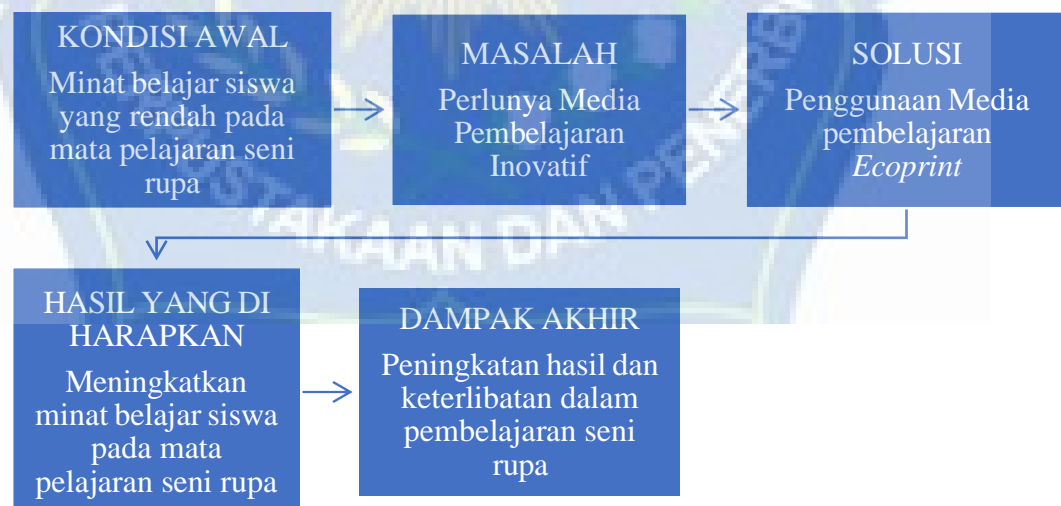 KONDISI AWAL
Minat belajar siswa
yang rendah pada
mata pelajaran seni
rupa
MASALAH
Perlunya Media
Pembelajaran
Inovatif
SOLUSI
Penggunaan Media
pembelajaran
Ecoprint
HASIL YANG DI
HARAPKAN
Meningkatkan
minat belajar siswa
pada mata
pelajaran seni rupa
DAMPAK AKHIR
Peningkatan hasil dan
keterlibatan dalam
pembelajaran seni
rupa